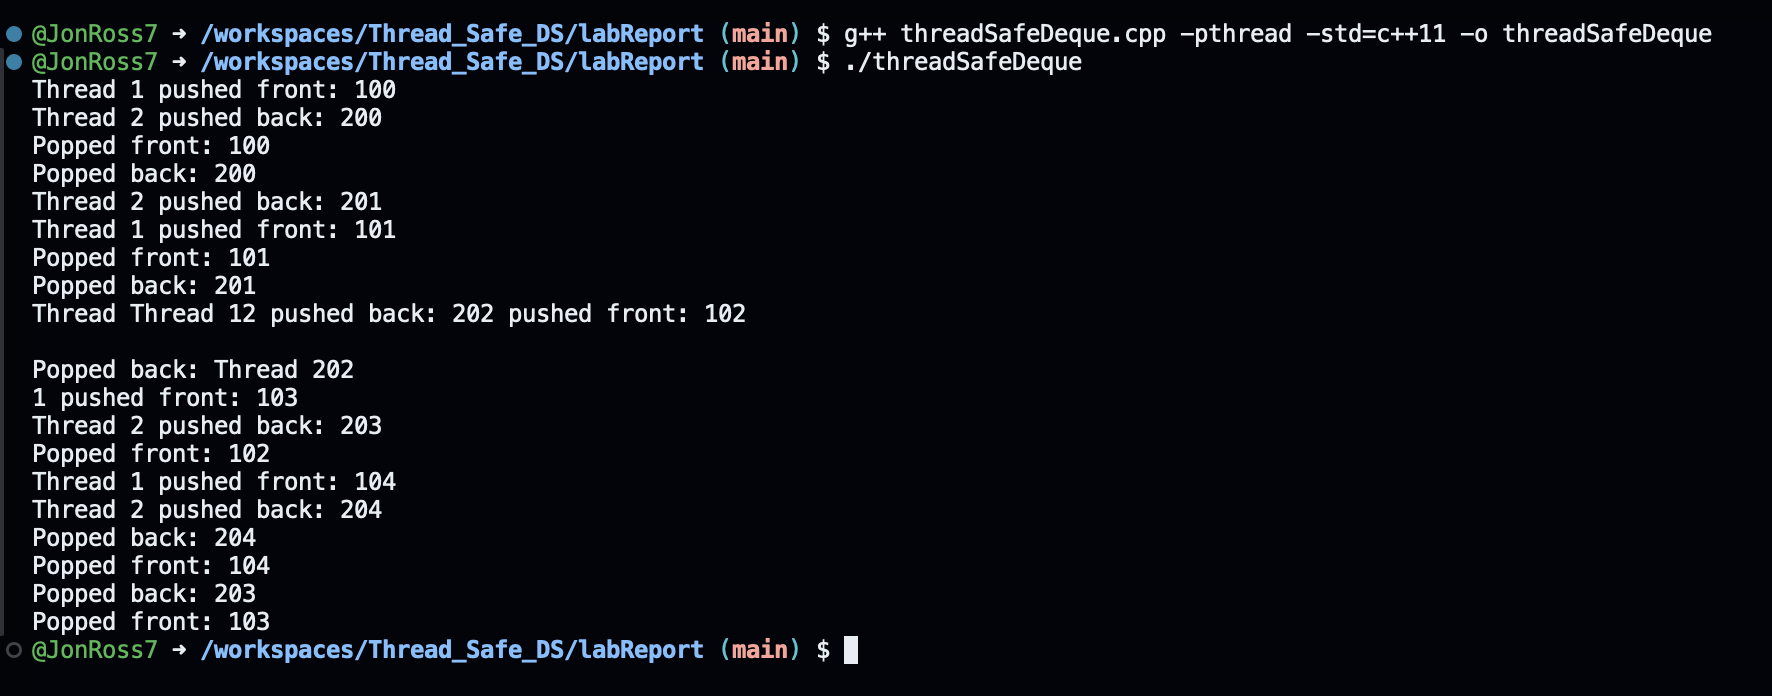 @JonRoss7 ➜ /workspaces/Thread_Safe_DS/labReport (main) $ g++ threadSafeDeque.cpp -pthread -std=c++11 -o threadSafeDeque
@JonRoss7 ➜ /workspaces/Thread_Safe_DS/labReport (main) $ ./threadSafeDeque
Thread 1 pushed front: 100
Thread 2 pushed back: 200
Popped front: 100
Popped back: 200
Thread 2 pushed back: 201
Thread 1 pushed front: 101
Popped front: 101
Popped back: 201
Thread Thread 12 pushed back: 202 pushed front: 102

Popped back: Thread 202
1 pushed front: 103
Thread 2 pushed back: 203
Popped front: 102
Thread 1 pushed front: 104
Thread 2 pushed back: 204
Popped back: 204
Popped front: 104
Popped back: 203
Popped front: 103
@JonRoss7 ➜ /workspaces/Thread_Safe_DS/labReport (main) $